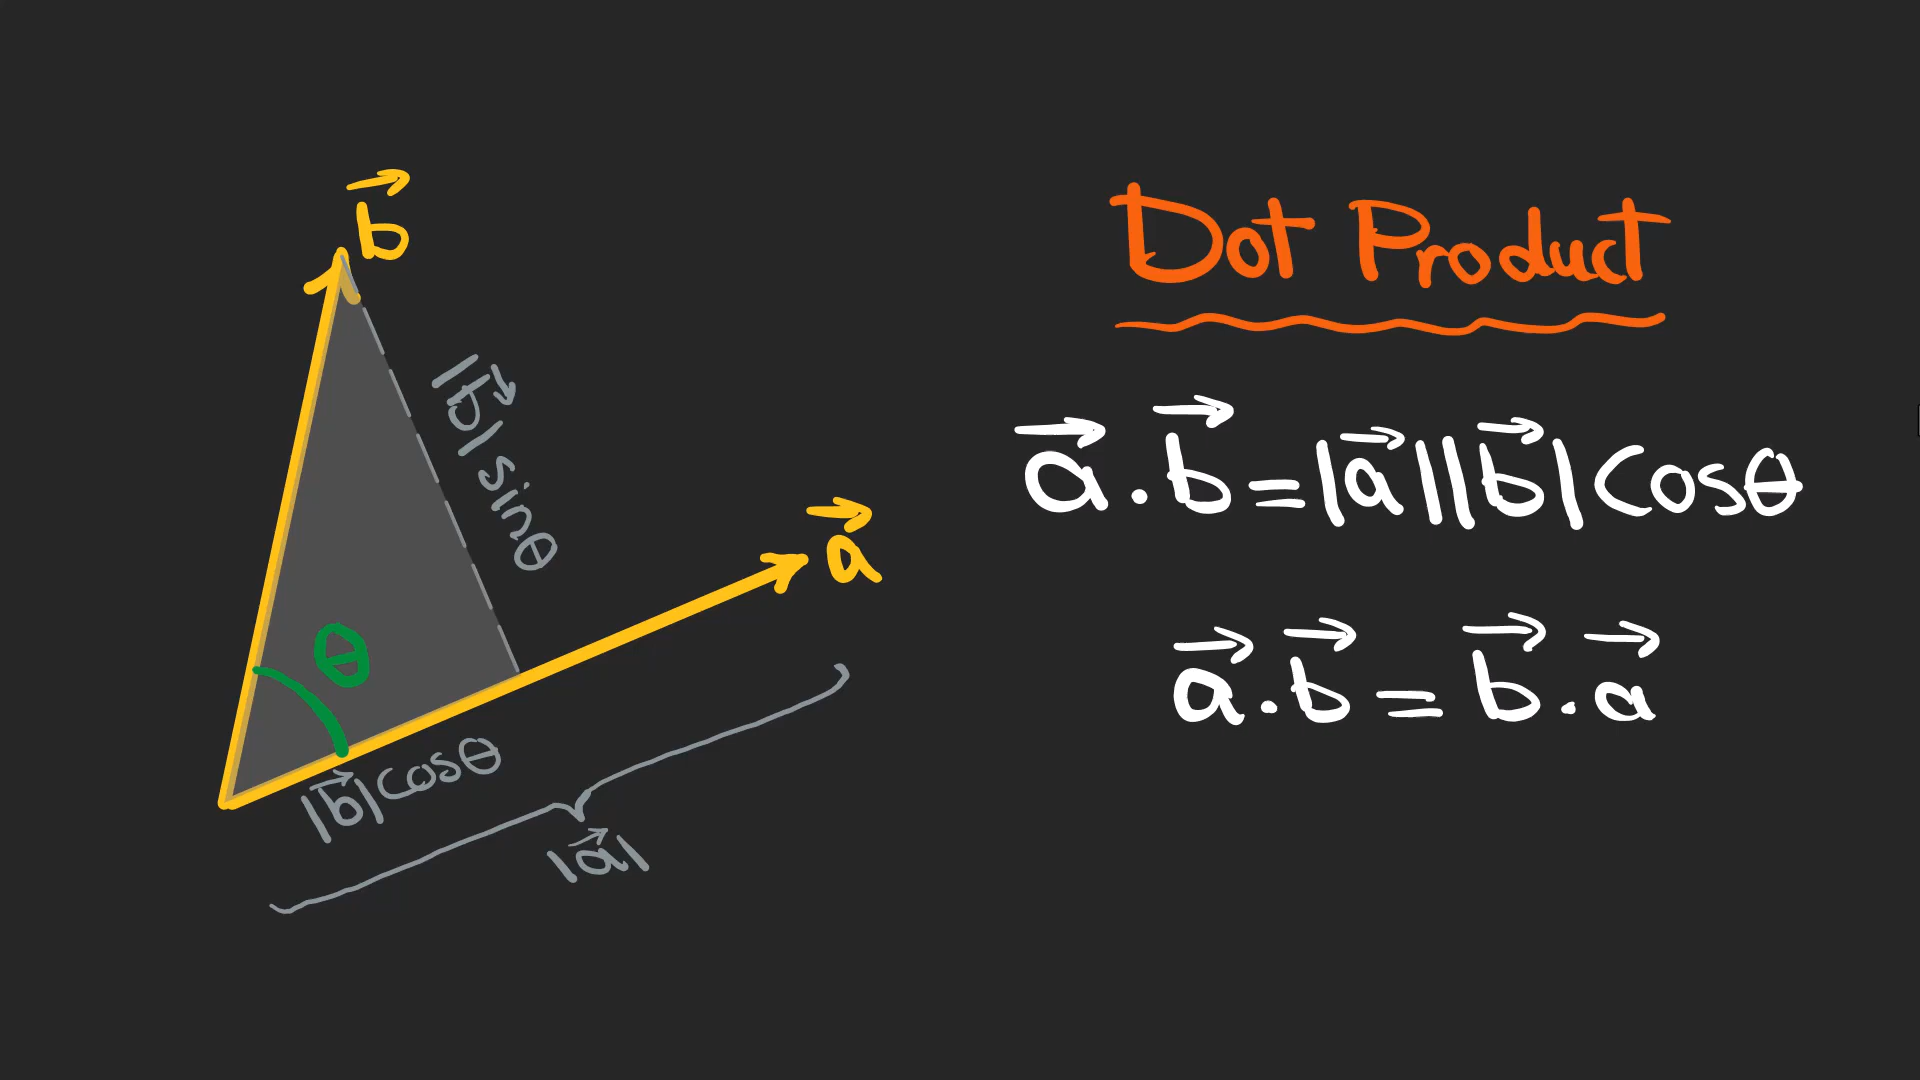 b⃗
|b⃗| sinθ
a⃗
θ
|b⃗| cosθ
|a⃗|
Dot Product
a⃗ . b⃗ = |a⃗||b⃗| Cosθ
a⃗ . b⃗ = b⃗ . a⃗